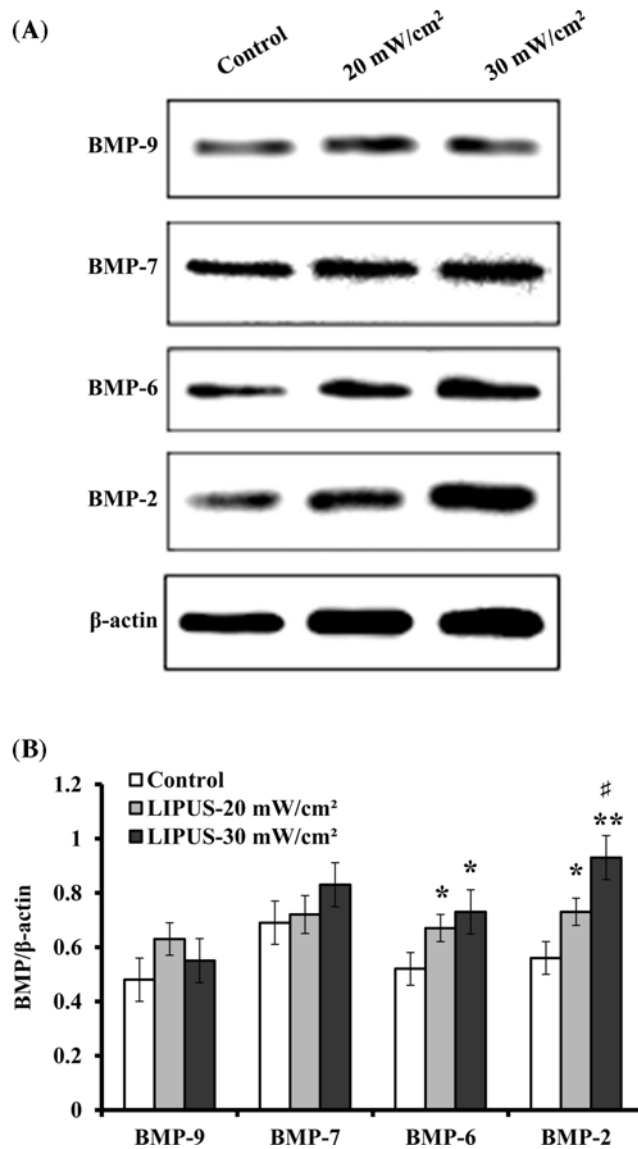 (A)
Control 20 mW/cm² 30 mW/cm²
BMP-9
BMP-7
BMP-6
BMP-2
β-actin
(B)
1.2
1
0.8
0.6
0.4
0.2
0
BMP/β-actin
Control
LIPUS-20 mW/cm²
LIPUS-30 mW/cm²
* *
* ** ♯
BMP-9 BMP-7 BMP-6 BMP-2